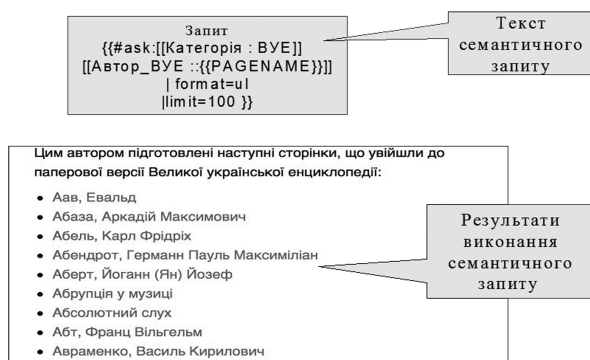 Запит
{{#ask:[[Категорія : ВУЕ]]
[[Автор_ВУЕ ::{{PAGENAME}}]]
| format=ul
|limit=100 }}
Текст
семантичного
запиту
Цим автором підготовлені наступні сторінки, що увійшли до
паперової версії Великої української енциклопедії:
• Аав, Евальд
• Абаза, Аркадій Максимович
• Абель, Карл Фрідріх
• Абендрот, Германн Пауль Максиміліан
• Аберт, Йоганн (Ян) Йозеф
• Абрупція у музиці
• Абсолютний слух
• Абт, Франц Вільгельм
• Авраменко, Василь Кирилович
Результати
виконання
семантичного
запиту